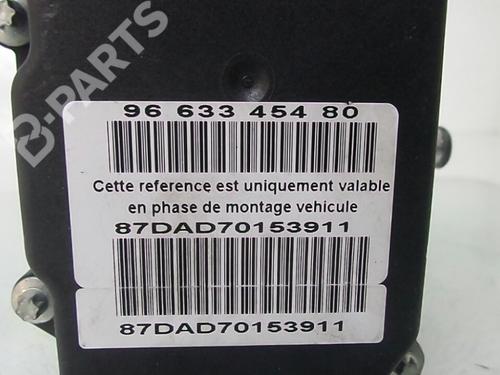 B-PARTS
96 633 454 80
Cette reference est uniquement valable
en phase de montage vehicule
87DAD70153911
87DAD70153911